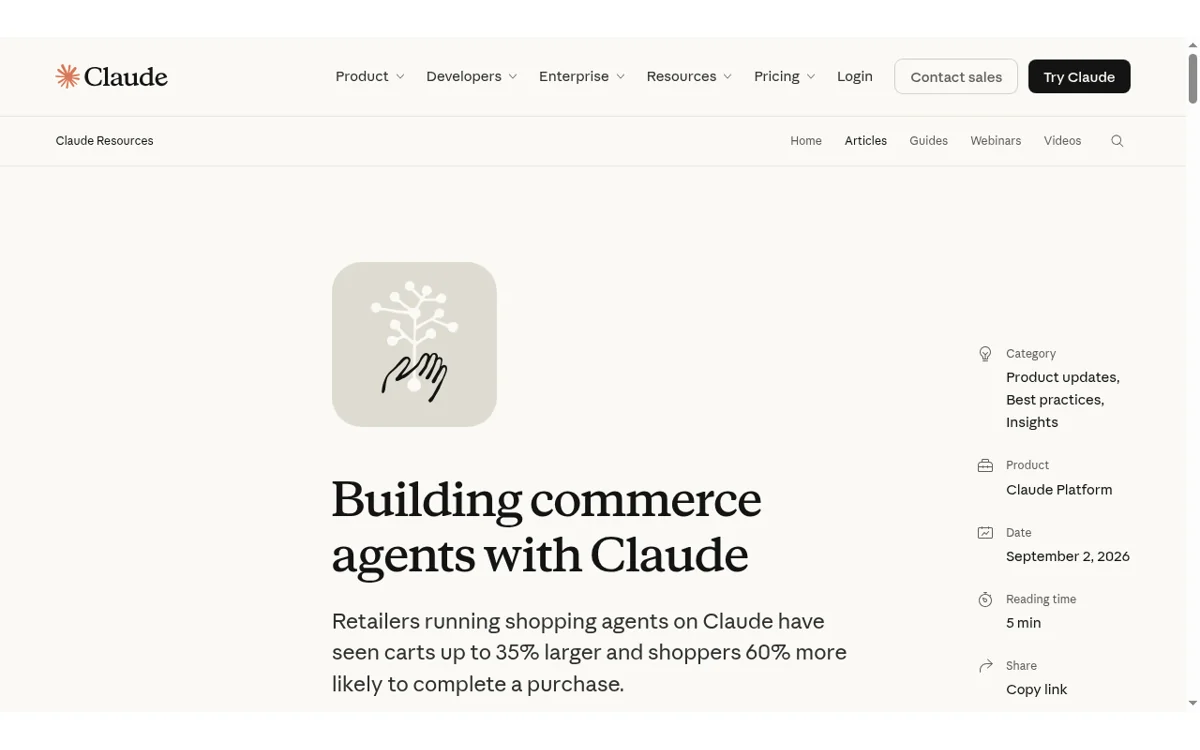 Claude
Product
Developers
Enterprise
Resources
Pricing
Login
Contact sales
Try Claude
Claude Resources
Home
Articles
Guides
Webinars
Videos
Building commerce
agents with Claude
Retailers running shopping agents on Claude have
seen carts up to 35% larger and shoppers 60% more
likely to complete a purchase.
Category
Product updates,
Best practices,
Insights
Product
Claude Platform
Date
September 2, 2026
Reading time
5 min
Share
Copy link